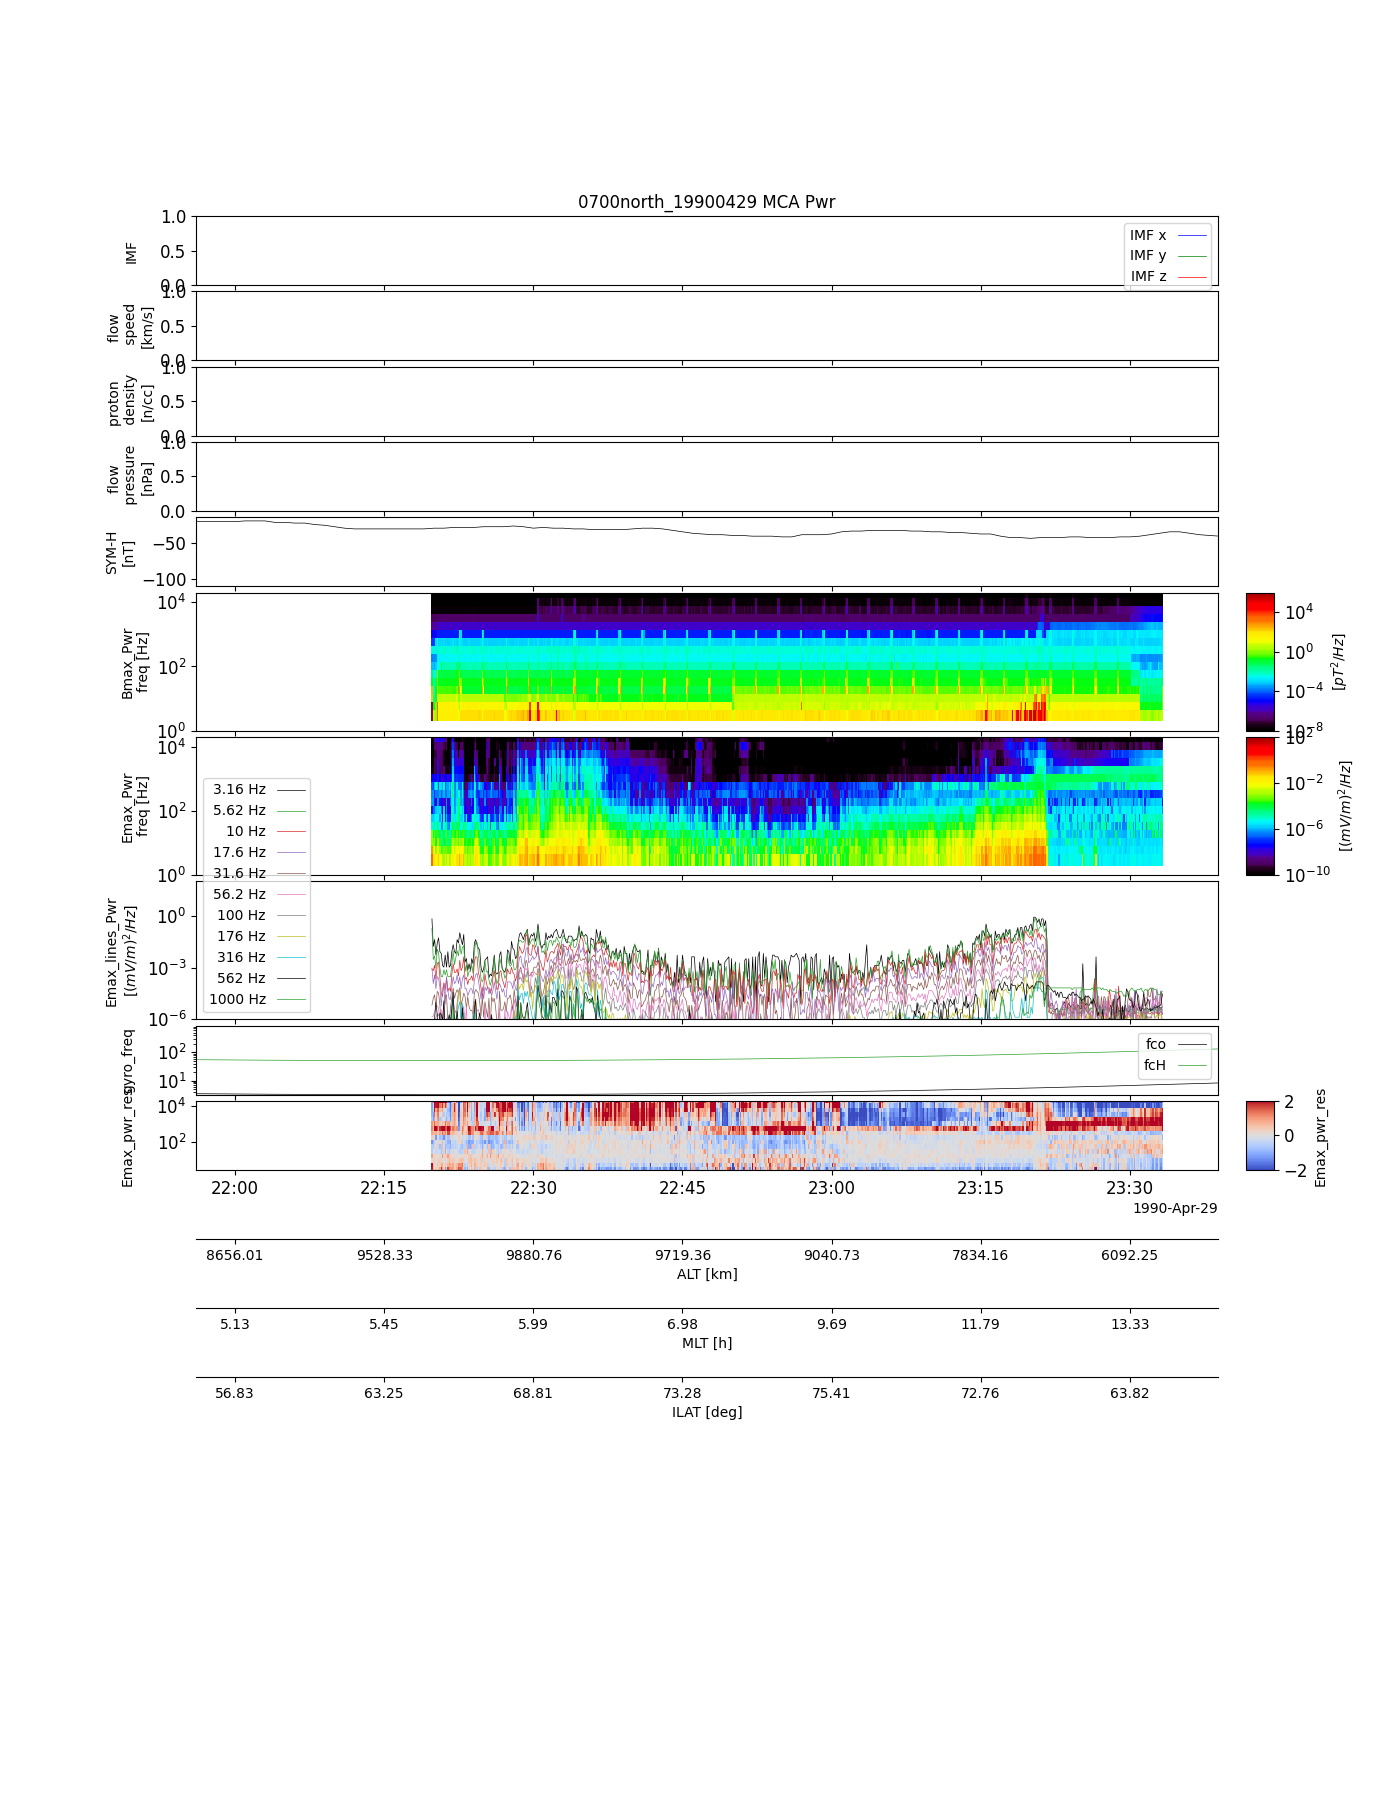 0700north_19900429 MCA Pwr
IMF
1.0
0.5
0.0
IMF x
IMF y
IMF z
flow
speed
[km/s]
1.0
0.5
0.0
proton
density
[n/cc]
1.0
0.5
0.0
flow
pressure
[nPa]
1.0
0.5
0.0
SYM-H
[nT]
−50
−100
Bmax_Pwr
freq [Hz]
10^4
10^2
10^0
10^4
10^0
10^−4
10^−8
[pT^2/Hz]
Emax_Pwr
freq [Hz]
10^4
10^2
10^0
10^2
10^−2
10^−6
10^−10
[(mV/m)^2/Hz]
3.16 Hz
5.62 Hz
10 Hz
17.6 Hz
31.6 Hz
56.2 Hz
100 Hz
176 Hz
316 Hz
562 Hz
1000 Hz
Emax_lines_Pwr
[(mV/m)^2/Hz]
10^0
10^−3
10^−6
gyro_freq
10^2
10^1
fco
fcH
Emax_pwr_res
10^4
10^2
2
0
−2
Emax_pwr_res
22:00 22:15 22:30 22:45 23:00 23:15 23:30
1990-Apr-29
8656.01 9528.33 9880.76 9719.36 9040.73 7834.16 6092.25
ALT [km]
5.13 5.45 5.99 6.98 9.69 11.79 13.33
MLT [h]
56.83 63.25 68.81 73.28 75.41 72.76 63.82
ILAT [deg]